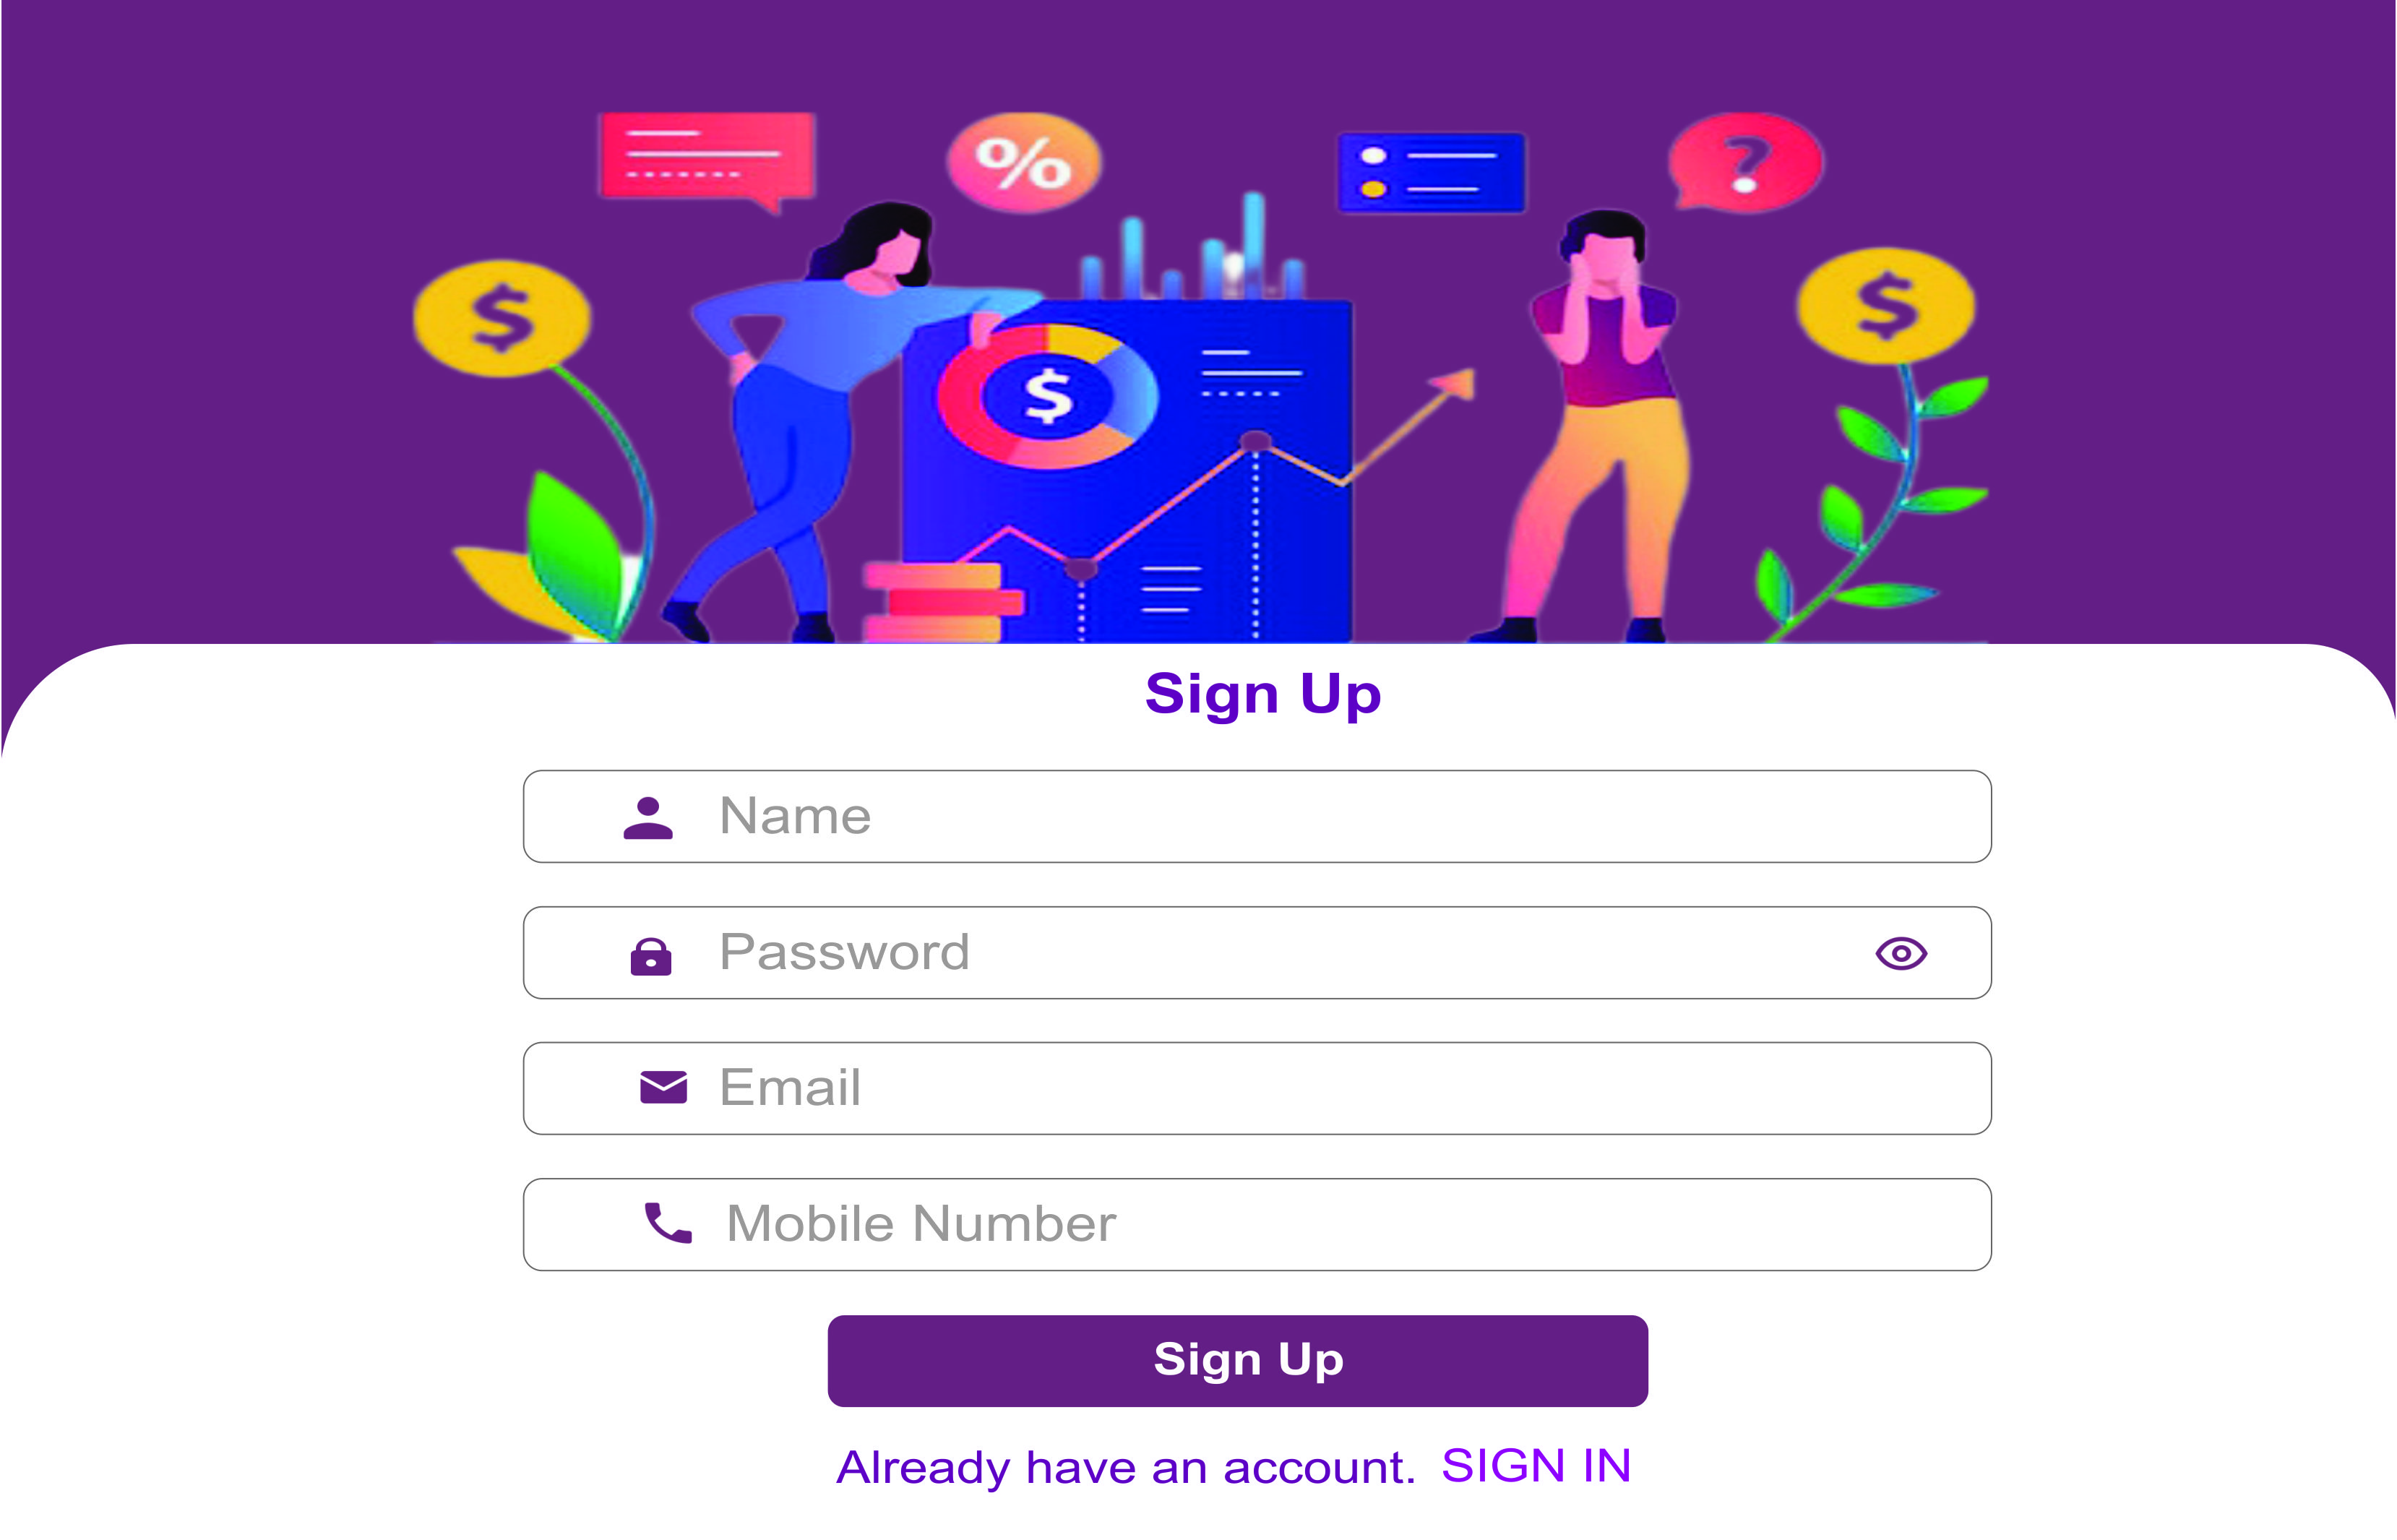 %
?
$
$
$
Sign Up
Name
Password
Email
Mobile Number
Sign Up
Already have an account. SIGN IN